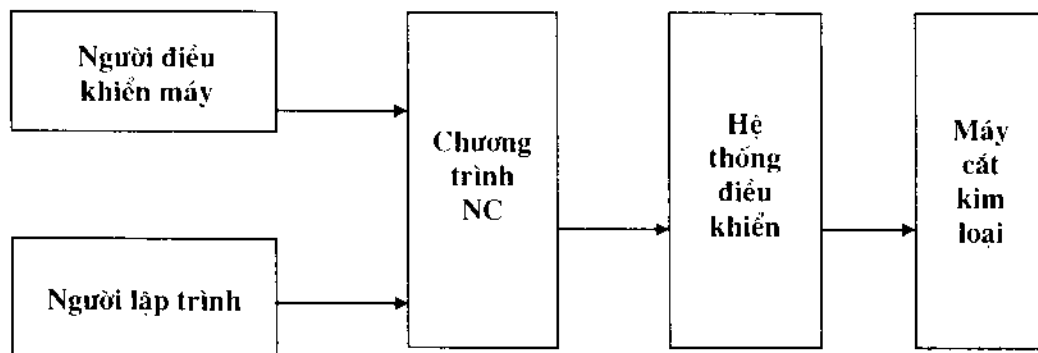 Người điều
khiển máy
Người lập trình
Chương
trình
NC
Hệ
thống
điều
khiển
Máy
cắt
kim
loại